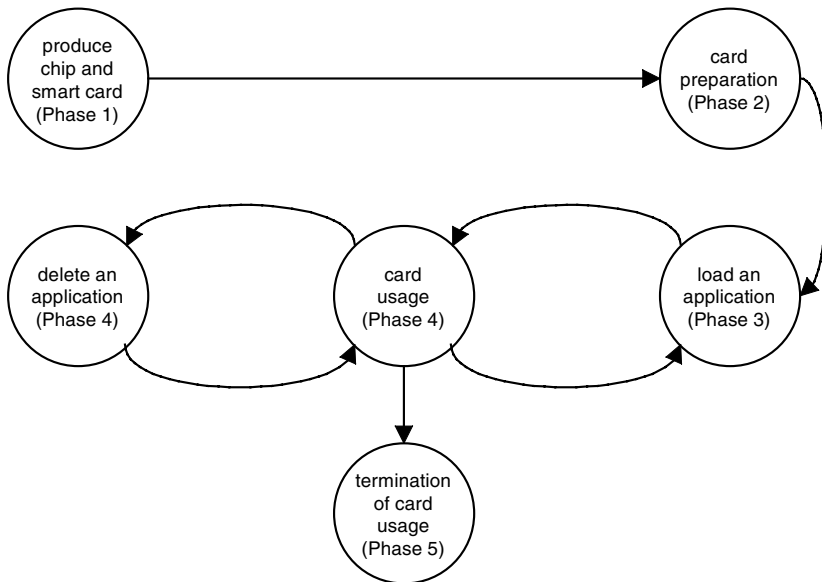 produce
chip and
smart card
(Phase 1)
card
preparation
(Phase 2)
delete an
application
(Phase 4)
card
usage
(Phase 4)
load an
application
(Phase 3)
termination
of card
usage
(Phase 5)